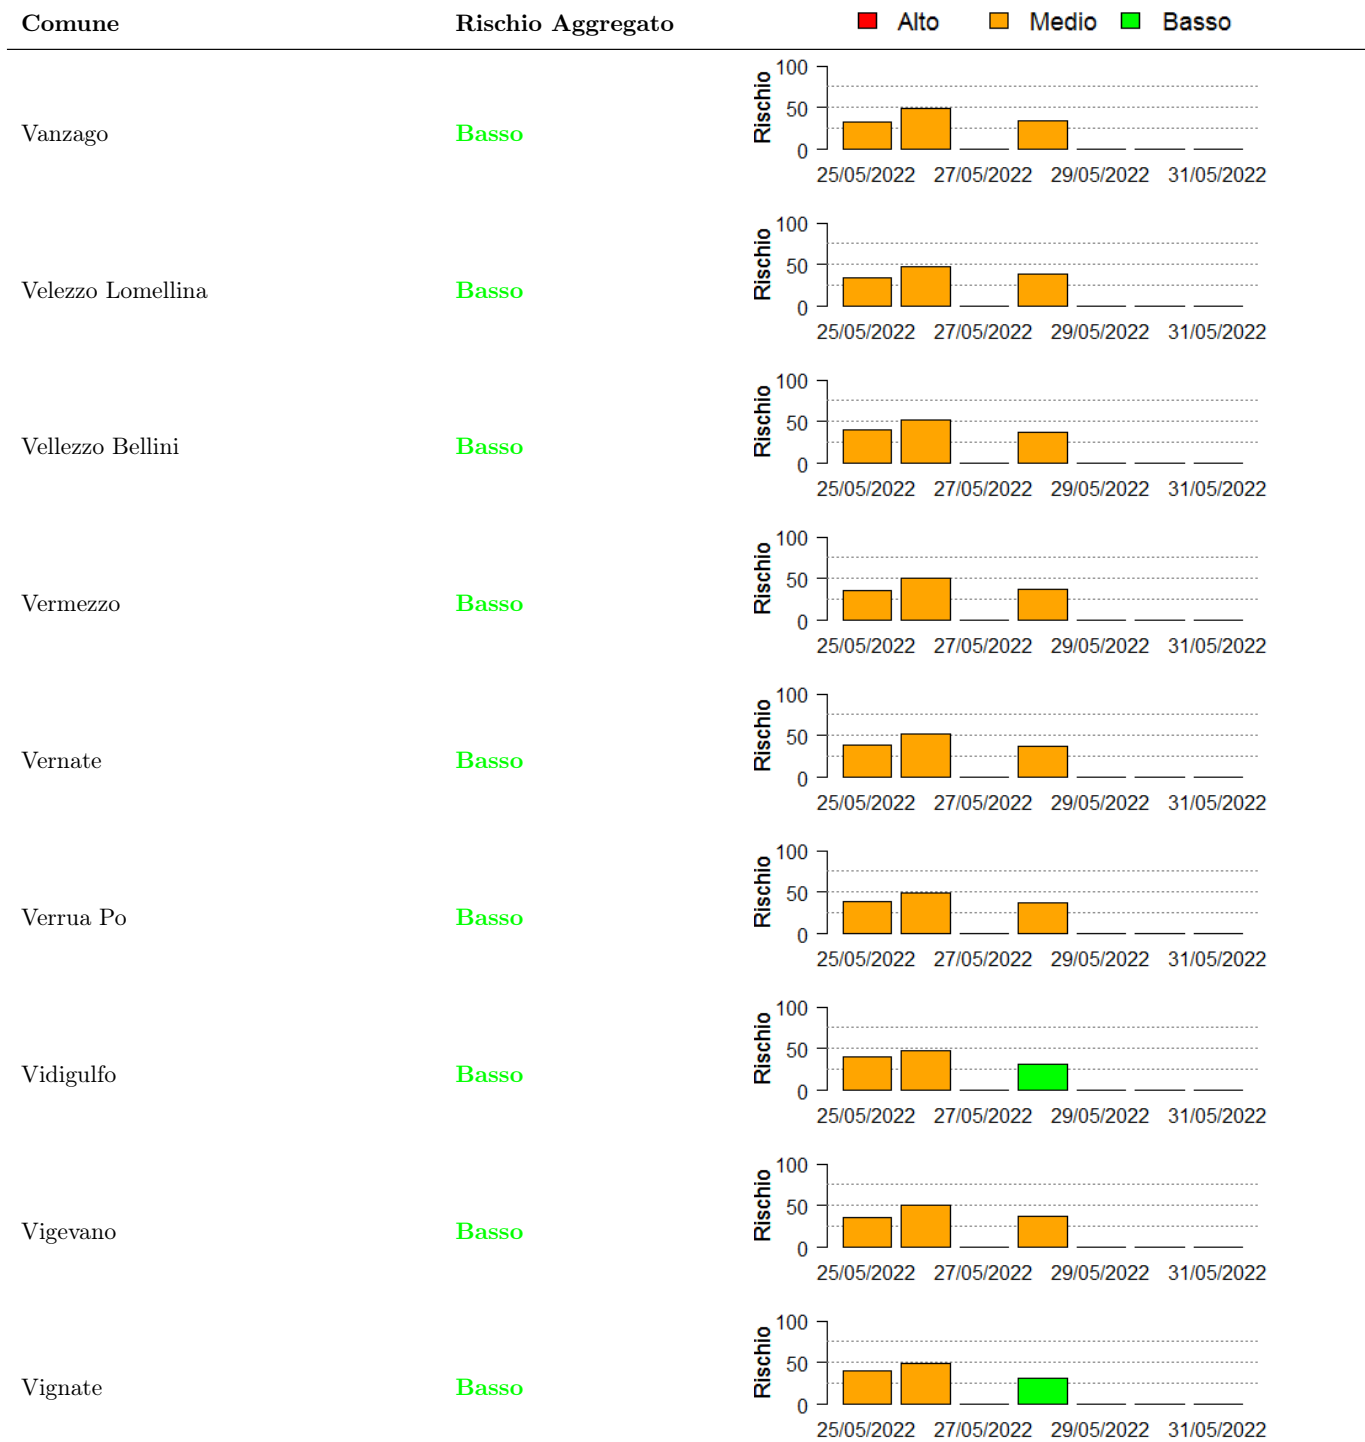 Comune Rischio Aggregato Alto Medio Basso
100
50
0
Rischio
Vanzago Basso
25/05/2022 27/05/2022 29/05/2022 31/05/2022
100
50
0
Rischio
Velezzo Lomellina Basso
25/05/2022 27/05/2022 29/05/2022 31/05/2022
100
50
0
Rischio
Vellezzo Bellini Basso
25/05/2022 27/05/2022 29/05/2022 31/05/2022
100
50
0
Rischio
Vermezzo Basso
25/05/2022 27/05/2022 29/05/2022 31/05/2022
100
50
0
Rischio
Vernate Basso
25/05/2022 27/05/2022 29/05/2022 31/05/2022
100
50
0
Rischio
Verrua Po Basso
25/05/2022 27/05/2022 29/05/2022 31/05/2022
100
50
0
Rischio
Vidigulfo Basso
25/05/2022 27/05/2022 29/05/2022 31/05/2022
100
50
0
Rischio
Vigevano Basso
25/05/2022 27/05/2022 29/05/2022 31/05/2022
100
50
0
Rischio
Vignate Basso
25/05/2022 27/05/2022 29/05/2022 31/05/2022